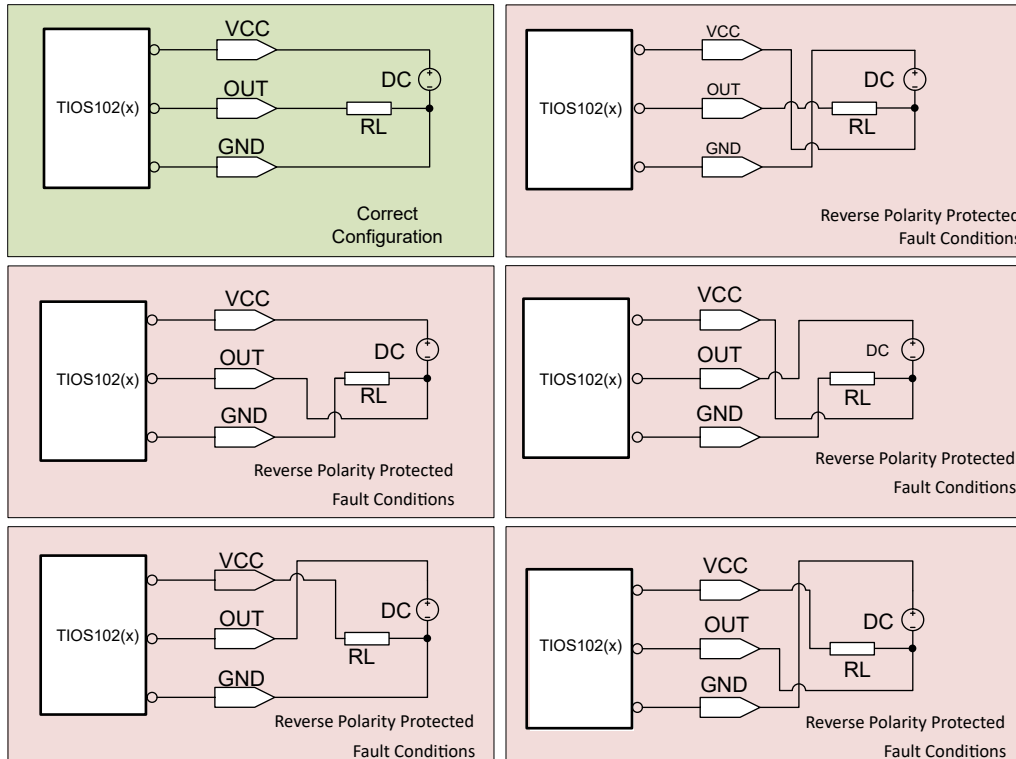 VCC
DC
OUT
TIOS102(x)
RL
GND
Correct
Configuration
VCC
DC
OUT
TIOS102(x)
RL
GND
Reverse Polarity Protected
Fault Conditions
VCC
DC
OUT
TIOS102(x)
RL
GND
Reverse Polarity Protected
Fault Conditions
VCC
DC
OUT
TIOS102(x)
RL
GND
Reverse Polarity Protected
Fault Conditions
VCC
DC
OUT
TIOS102(x)
RL
GND
Reverse Polarity Protected
Fault Conditions
VCC
DC
OUT
TIOS102(x)
RL
GND
Reverse Polarity Protected
Fault Conditions